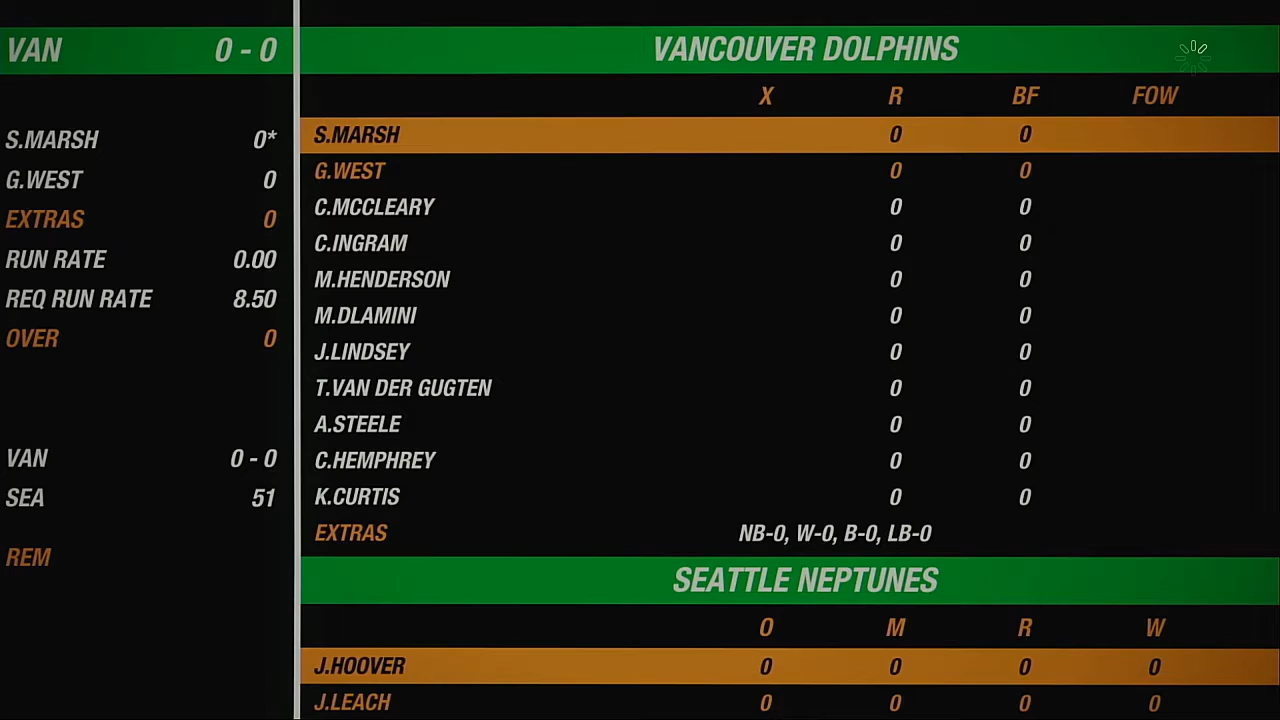 VAN 0 - 0
S.MARSH 0*
G.WEST 0
EXTRAS 0
RUN RATE 0.00
REQ RUN RATE 8.50
OVER 0
VAN 0 - 0
SEA 51
REM
VANCOUVER DOLPHINS
X R BF FOW
S.MARSH 0 0
G.WEST 0 0
C.MCCLEARY 0 0
C.INGRAM 0 0
M.HENDERSON 0 0
M.DLAMINI 0 0
J.LINDSEY 0 0
T.VAN DER GUGTEN 0 0
A.STEELE 0 0
C.HEMPHREY 0 0
K.CURTIS 0 0
EXTRAS NB-0, W-0, B-0, LB-0
SEATTLE NEPTUNES
O M R W
J.HOOVER 0 0 0 0
J.LEACH 0 0 0 0